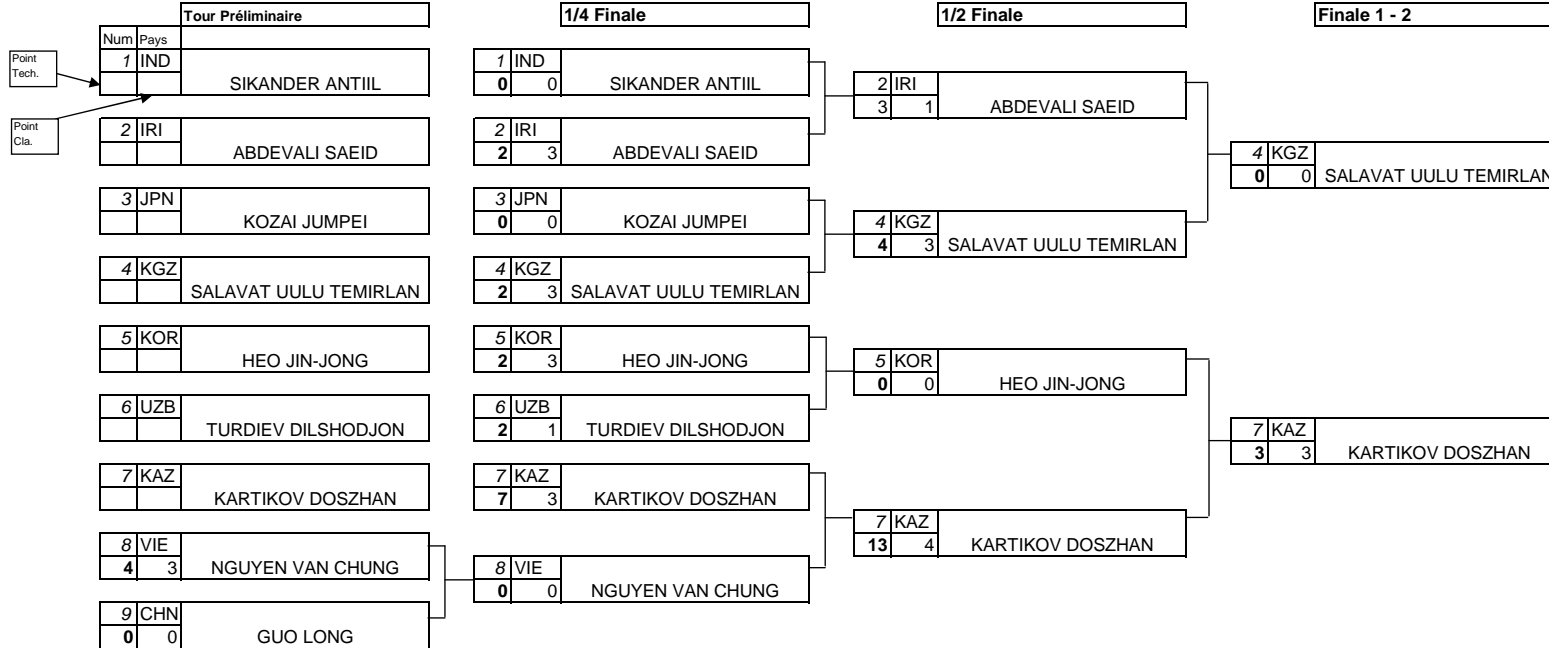 Tour Préliminaire 1/4 Finale 1/2 Finale Finale 1 - 2
Num Pays
Point
Tech.
Point
Cla.
1 IND
SIKANDER ANTIIL
2 IRI
ABDEVALI SAEID
3 JPN
KOZAI JUMPEI
4 KGZ
SALAVAT UULU TEMIRLAN
5 KOR
HEO JIN-JONG
6 UZB
TURDIEV DILSHODJON
7 KAZ
KARTIKOV DOSZHAN
8 VIE
4 3 NGUYEN VAN CHUNG
9 CHN
0 0 GUO LONG
1 IND
0 0 SIKANDER ANTIIL
2 IRI
2 3 ABDEVALI SAEID
3 JPN
0 0 KOZAI JUMPEI
4 KGZ
2 3 SALAVAT UULU TEMIRLAN
5 KOR
2 3 HEO JIN-JONG
6 UZB
2 1 TURDIEV DILSHODJON
7 KAZ
7 3 KARTIKOV DOSZHAN
8 VIE
0 0 NGUYEN VAN CHUNG
2 IRI
3 1 ABDEVALI SAEID
4 KGZ
4 3 SALAVAT UULU TEMIRLAN
5 KOR
0 0 HEO JIN-JONG
7 KAZ
13 4 KARTIKOV DOSZHAN
4 KGZ
0 0 SALAVAT UULU TEMIRLAN
7 KAZ
3 3 KARTIKOV DOSZHAN